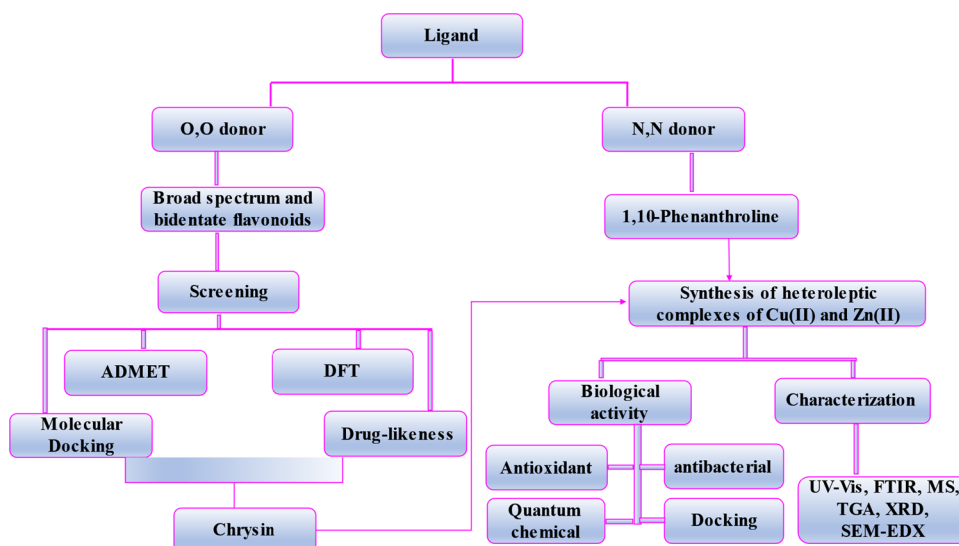 Ligand
O,O donor
N,N donor
Broad spectrum and
bidentate flavonoids
1,10-Phenanthroline
Screening
Synthesis of heteroleptic
complexes of Cu(II) and Zn(II)
ADMET
DFT
Molecular
Docking
Drug-likeness
Biological
activity
Characterization
Antioxidant
antibacterial
Quantum
chemical
Docking
UV-Vis, FTIR, MS,
TGA, XRD,
SEM-EDX
Chrysin